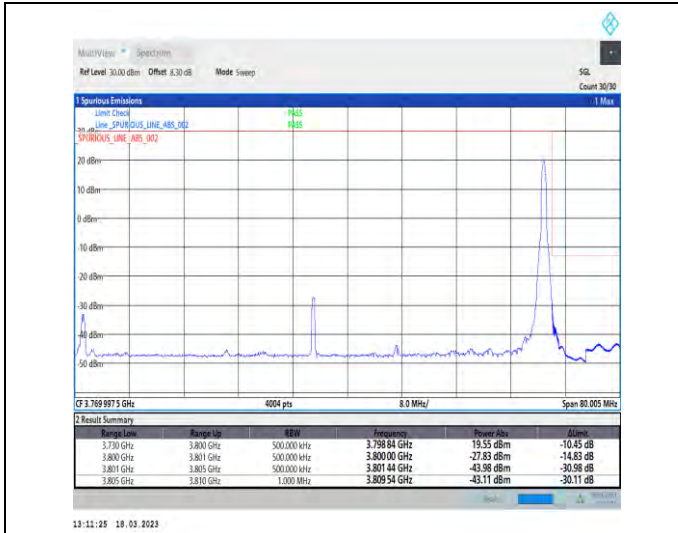 MultiView Spectrum
Ref Level 30.00 dBm Offset 8.30 dB Mode Sweep SGL
Count 30/30
1 Spurious Emissions 1 Max
Limit Check PASS
Line _SPURIOUS_LINE_ABS_002 PASS
30 dBm
_SPURIOUS_LINE_ABS_002
20 dBm
10 dBm
0 dBm
-10 dBm
-20 dBm
-30 dBm
-40 dBm
-50 dBm
CF 3.769 997 5 GHz 4004 pts 8.0 MHz/ Span 80.005 MHz
2 Result Summary
Range Low Range Up RBW Frequency Power Abs ΔLimit
3.730 GHz 3.800 GHz 500.000 kHz 3.798 84 GHz 19.55 dBm -10.45 dB
3.800 GHz 3.801 GHz 500.000 kHz 3.800 00 GHz -27.83 dBm -14.83 dB
3.801 GHz 3.805 GHz 500.000 kHz 3.801 44 GHz -43.98 dBm -30.98 dB
3.805 GHz 3.810 GHz 1.000 MHz 3.809 54 GHz -43.11 dBm -30.11 dB
13:11:25 18.03.2023